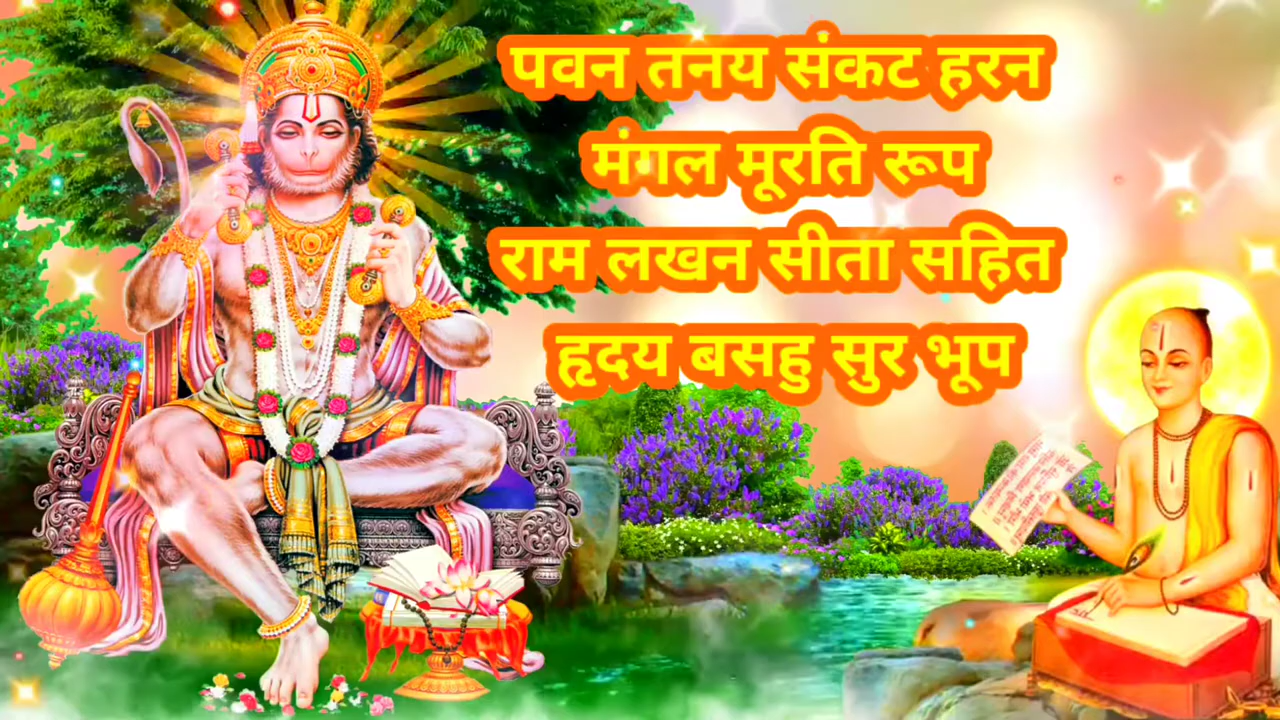 पवन तनय संकट हरन
मंगल मूरति रूप
राम लखन सीता सहित
हृदय बसहु सुर भूप